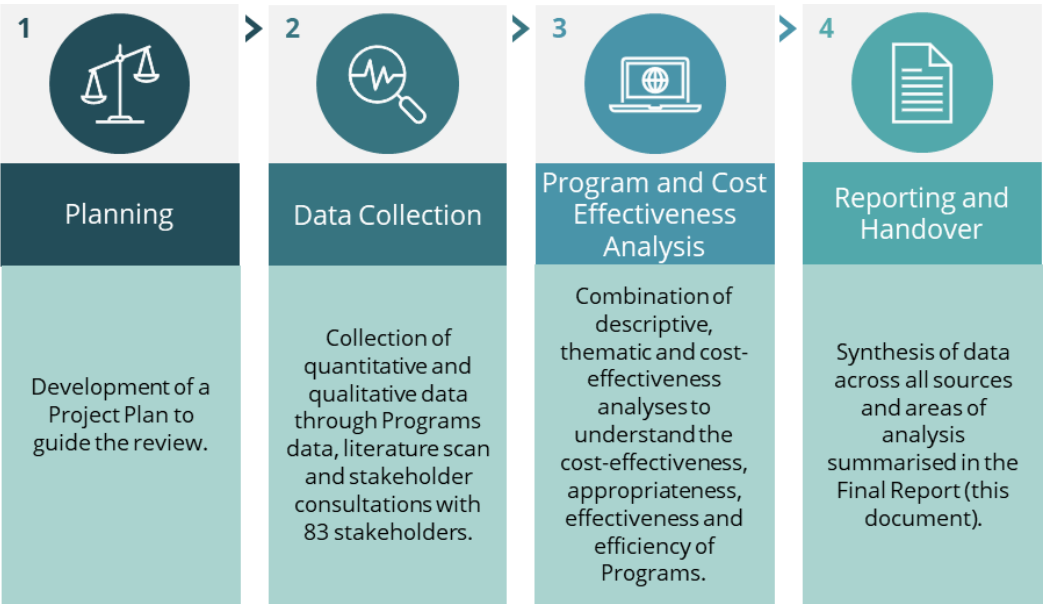 1
Planning
Development of a
Project Plan to
guide the review.
2
Data Collection
Collection of
quantitative and
qualitative data
through Programs
data, literature scan
and stakeholder
consultations with
83 stakeholders.
3
Program and Cost
Effectiveness
Analysis
Combination of
descriptive,
thematic and cost-
effectiveness
analyses to
understand the
cost-effectiveness,
appropriateness,
effectiveness and
efficiency of
Programs.
4
Reporting and
Handover
Synthesis of data
across all sources
and areas of
analysis
summarised in the
Final Report (this
document).